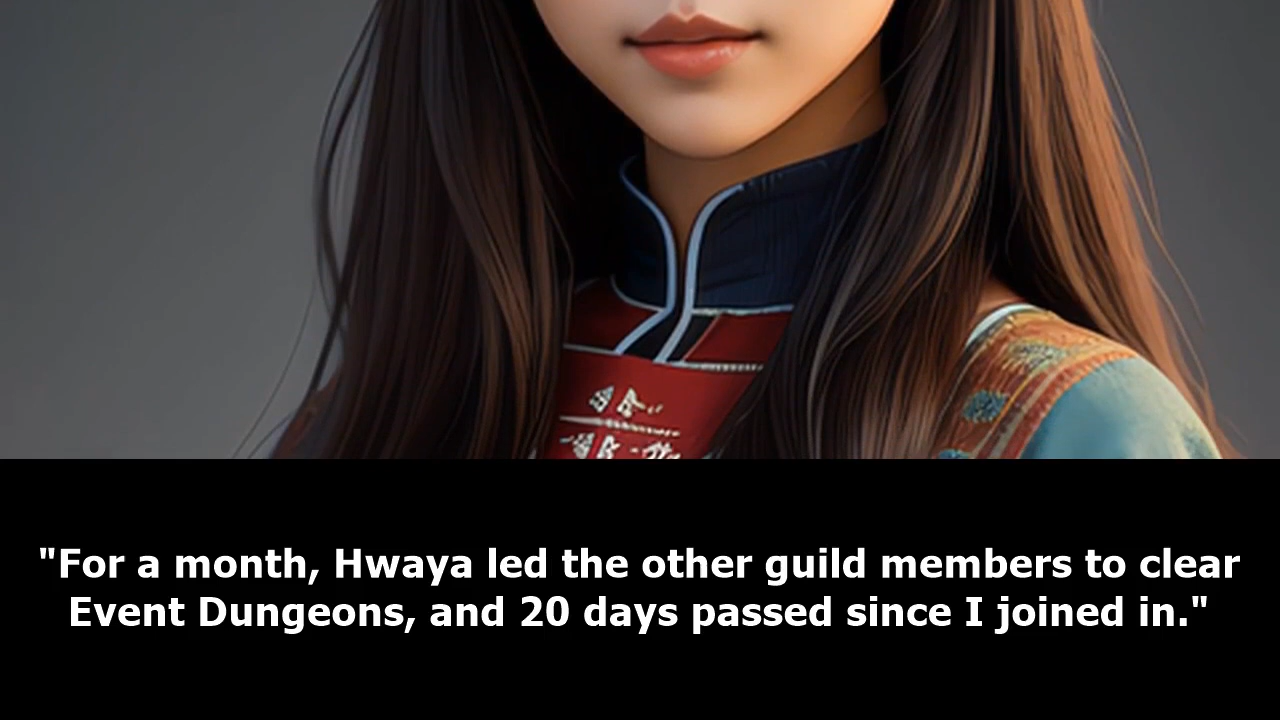 "For a month, Hwaya led the other guild members to clear
Event Dungeons, and 20 days passed since I joined in."